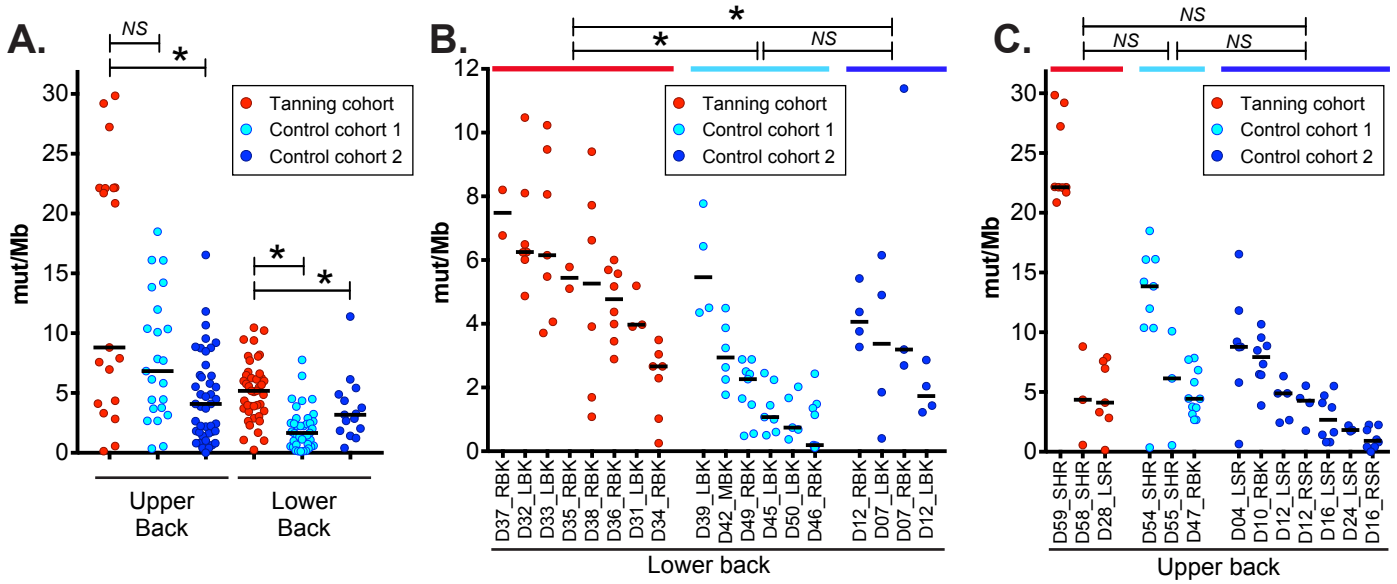 A.
NS
*
*
*
mut/Mb
30
25
20
15
10
5
0
Tanning cohort
Control cohort 1
Control cohort 2
Upper Back
Lower Back
B.
*
*
NS
mut/Mb
12
10
8
6
4
2
0
Tanning cohort
Control cohort 1
Control cohort 2
D37_RBK
D32_LBK
D33_LBK
D35_RBK
D38_RBK
D36_RBK
D31_LBK
D34_RBK
D39_LBK
D42_MBK
D49_RBK
D45_LBK
D50_LBK
D46_RBK
D12_RBK
D07_LBK
D07_RBK
D12_LBK
Lower back
C.
NS
NS
NS
mut/Mb
30
25
20
15
10
5
0
Tanning cohort
Control cohort 1
Control cohort 2
D59_SHR
D58_SHR
D28_LSR
D54_SHR
D55_SHR
D47_RBK
D04_LSR
D10_RBK
D12_LSR
D12_RSR
D16_LSR
D24_LSR
D16_RSR
Upper back